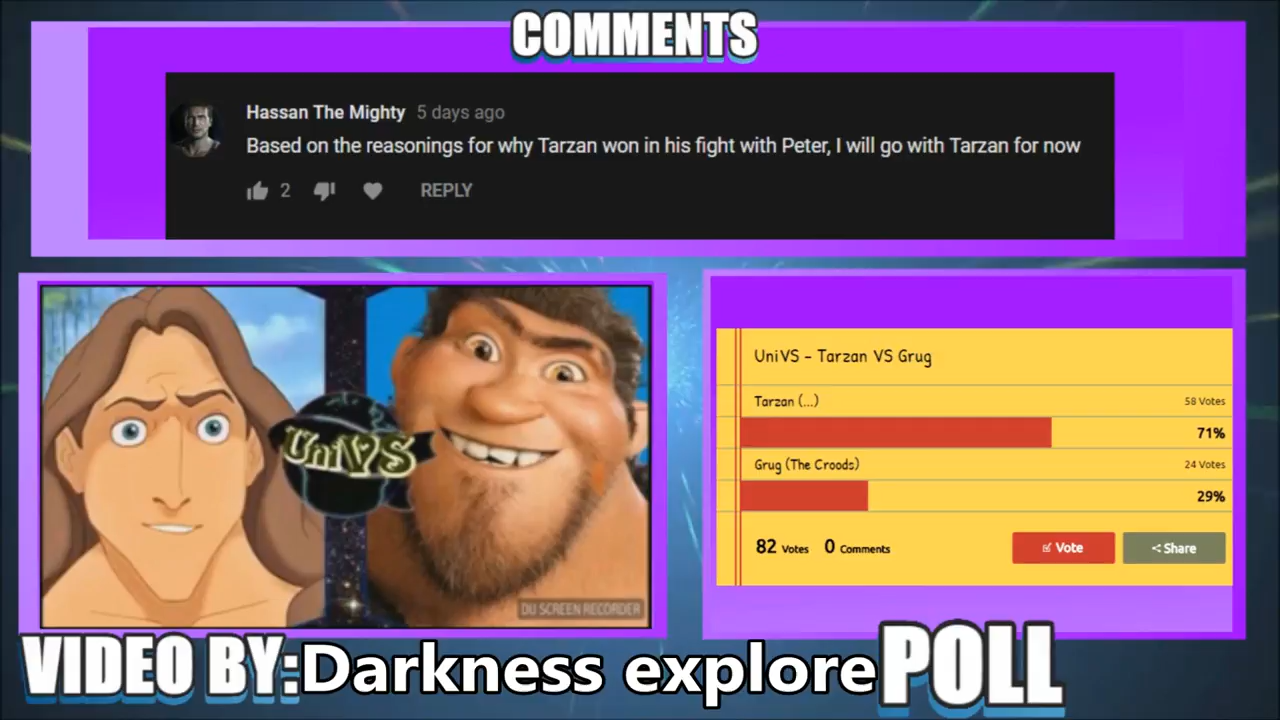 COMMENTS
Hassan The Mighty 5 days ago
Based on the reasonings for why Tarzan won in his fight with Peter, I will go with Tarzan for now
2 REPLY
UniVS
DU SCREEN RECORDER
UniVS - Tarzan VS Grug
Tarzan (...) 58 Votes
71%
Grug (The Croods) 24 Votes
29%
82 Votes 0 Comments Vote Share
VIDEO BY: Darkness explore POLL